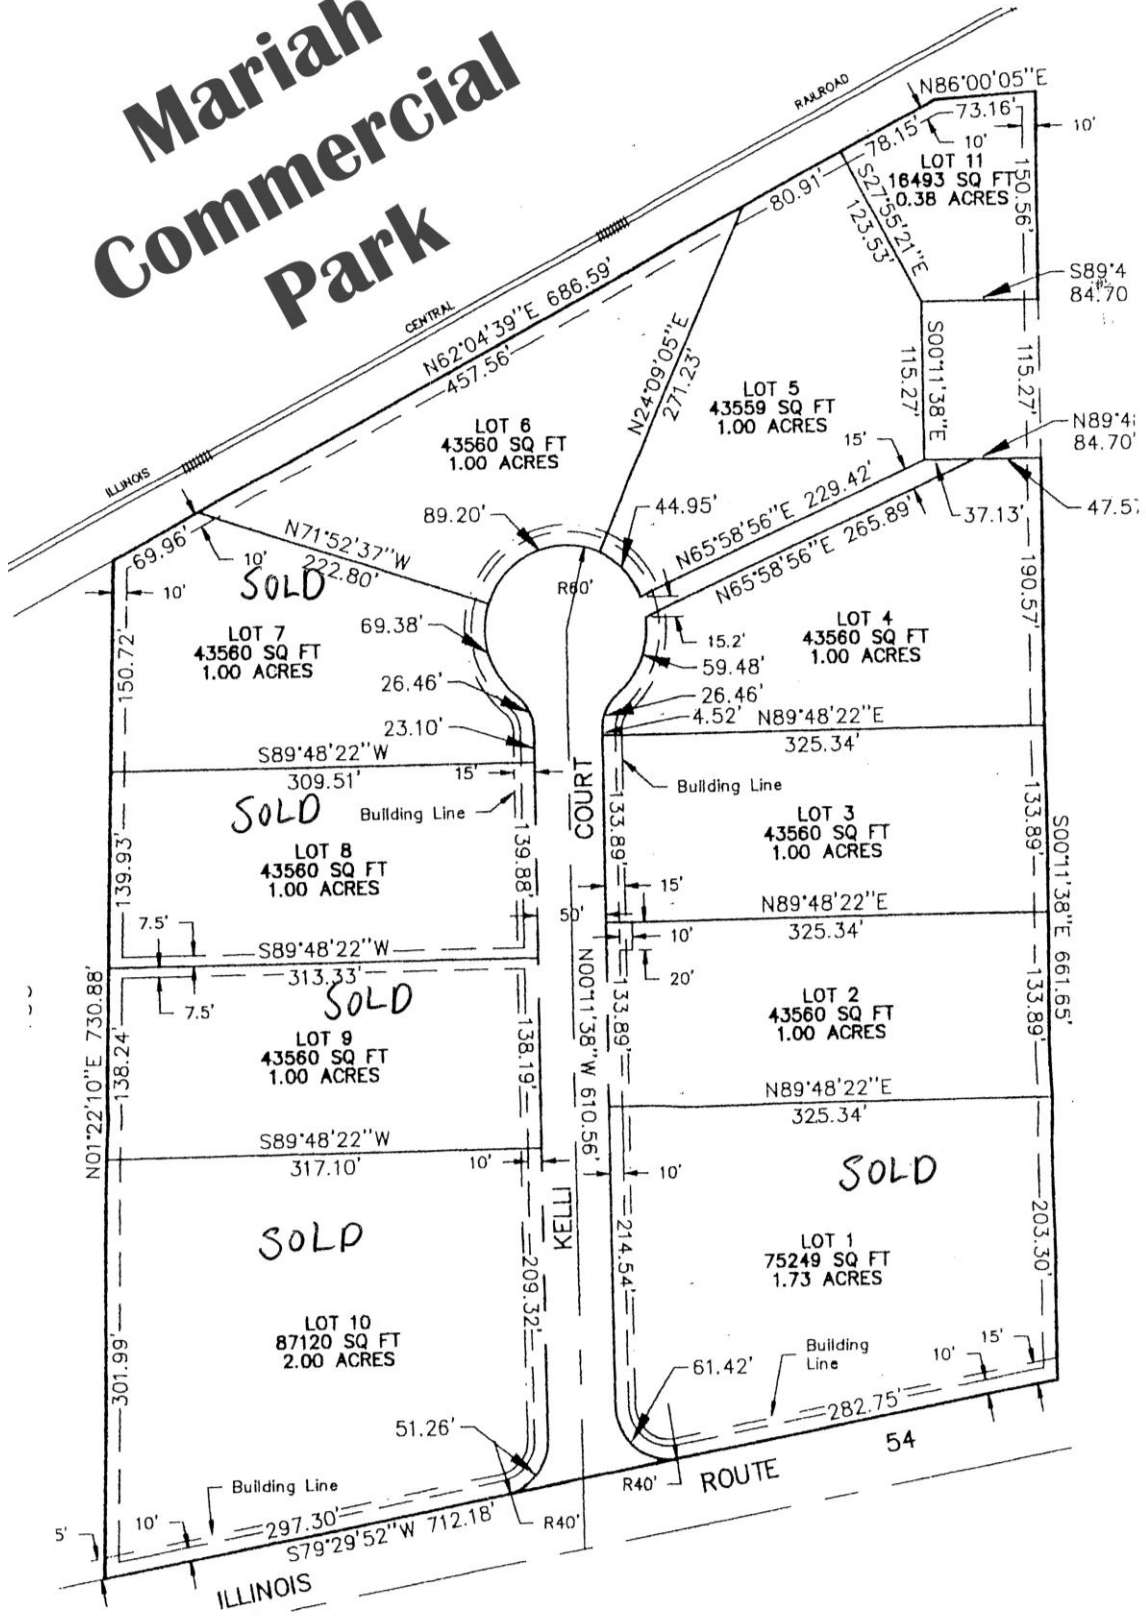 Mariah
Commercial
Park
RAILROAD
CENTRAL
ILLINOIS
N86°00'05"E
73.16'
10'
78.15'
10'
LOT 11
16493 SQ FT
0.38 ACRES
150.56'
80.91'
S27°55'21"E
123.53'
S89°4
84.70
N62°04'39"E 686.59'
457.56'
N24°09'05"E
271.23'
S00°11'38"E
115.27'
115.27'
LOT 5
43559 SQ FT
1.00 ACRES
LOT 6
43560 SQ FT
1.00 ACRES
15'
N89°4
84.70'
47.5
37.13'
N65°58'56"E 229.42'
N65°58'56"E 265.89'
89.20'
44.95'
N71°52'37"W
222.80'
69.96'
10'
10'
SOLD
LOT 7
43560 SQ FT
1.00 ACRES
150.72'
R60'
69.38'
26.46'
23.10'
15.2'
59.48'
26.46'
4.52'
LOT 4
43560 SQ FT
1.00 ACRES
190.57'
N89°48'22"E
325.34'
S89°48'22"W
309.51'
15'
SOLD
Building Line
LOT 8
43560 SQ FT
1.00 ACRES
139.93'
139.88'
COURT
Building Line
133.89'
LOT 3
43560 SQ FT
1.00 ACRES
133.89'
S00°11'38"E 661.65'
15'
50'
N89°48'22"E
325.34'
10'
20'
7.5'
S89°48'22"W
313.33'
7.5'
SOLD
LOT 9
43560 SQ FT
1.00 ACRES
N01°22'10"E 730.88'
138.24'
138.19'
N00°11'38"W 610.56'
133.89'
LOT 2
43560 SQ FT
1.00 ACRES
133.89'
N89°48'22"E
325.34'
S89°48'22"W
317.10'
10'
10'
KELLI
SOLD
LOT 10
87120 SQ FT
2.00 ACRES
301.99'
209.32'
214.54'
SOLD
LOT 1
75249 SQ FT
1.73 ACRES
203.30'
61.42'
Building
Line
10'
15'
282.75'
51.26'
Building Line
5'
10'
297.30'
S79°29'52"W 712.18'
R40'
R40'
ILLINOIS
ROUTE
54